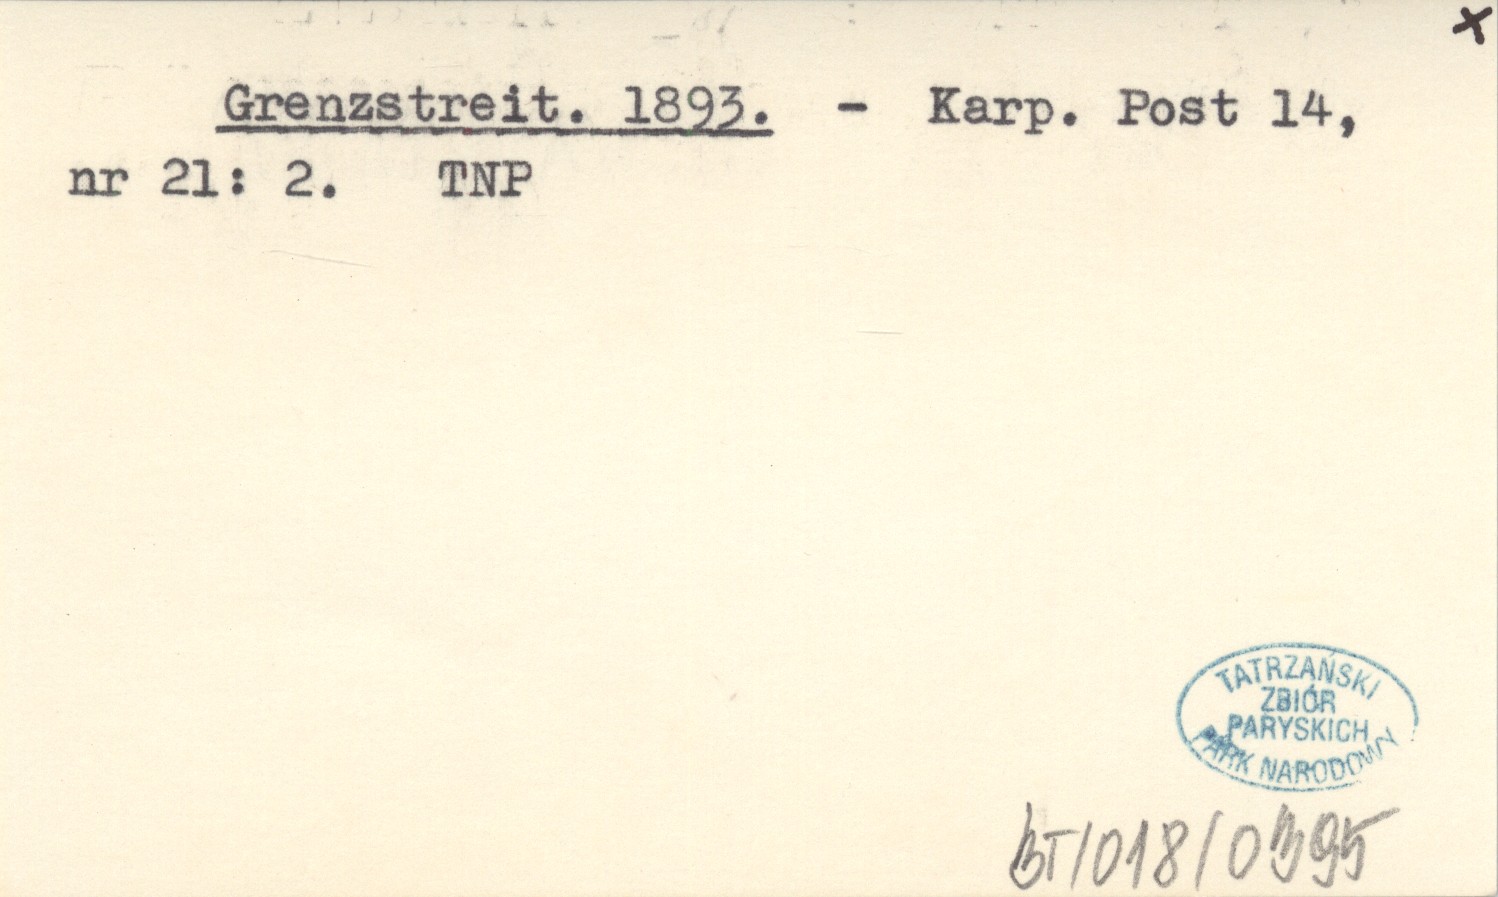 x
Grenzstreit. 1893. - Karp. Post 14,
nr 21: 2. TNP
TATRZAŃSKI
ZBIÓR
PARYSKICH
PARK NARODOWY
BT/018/0395